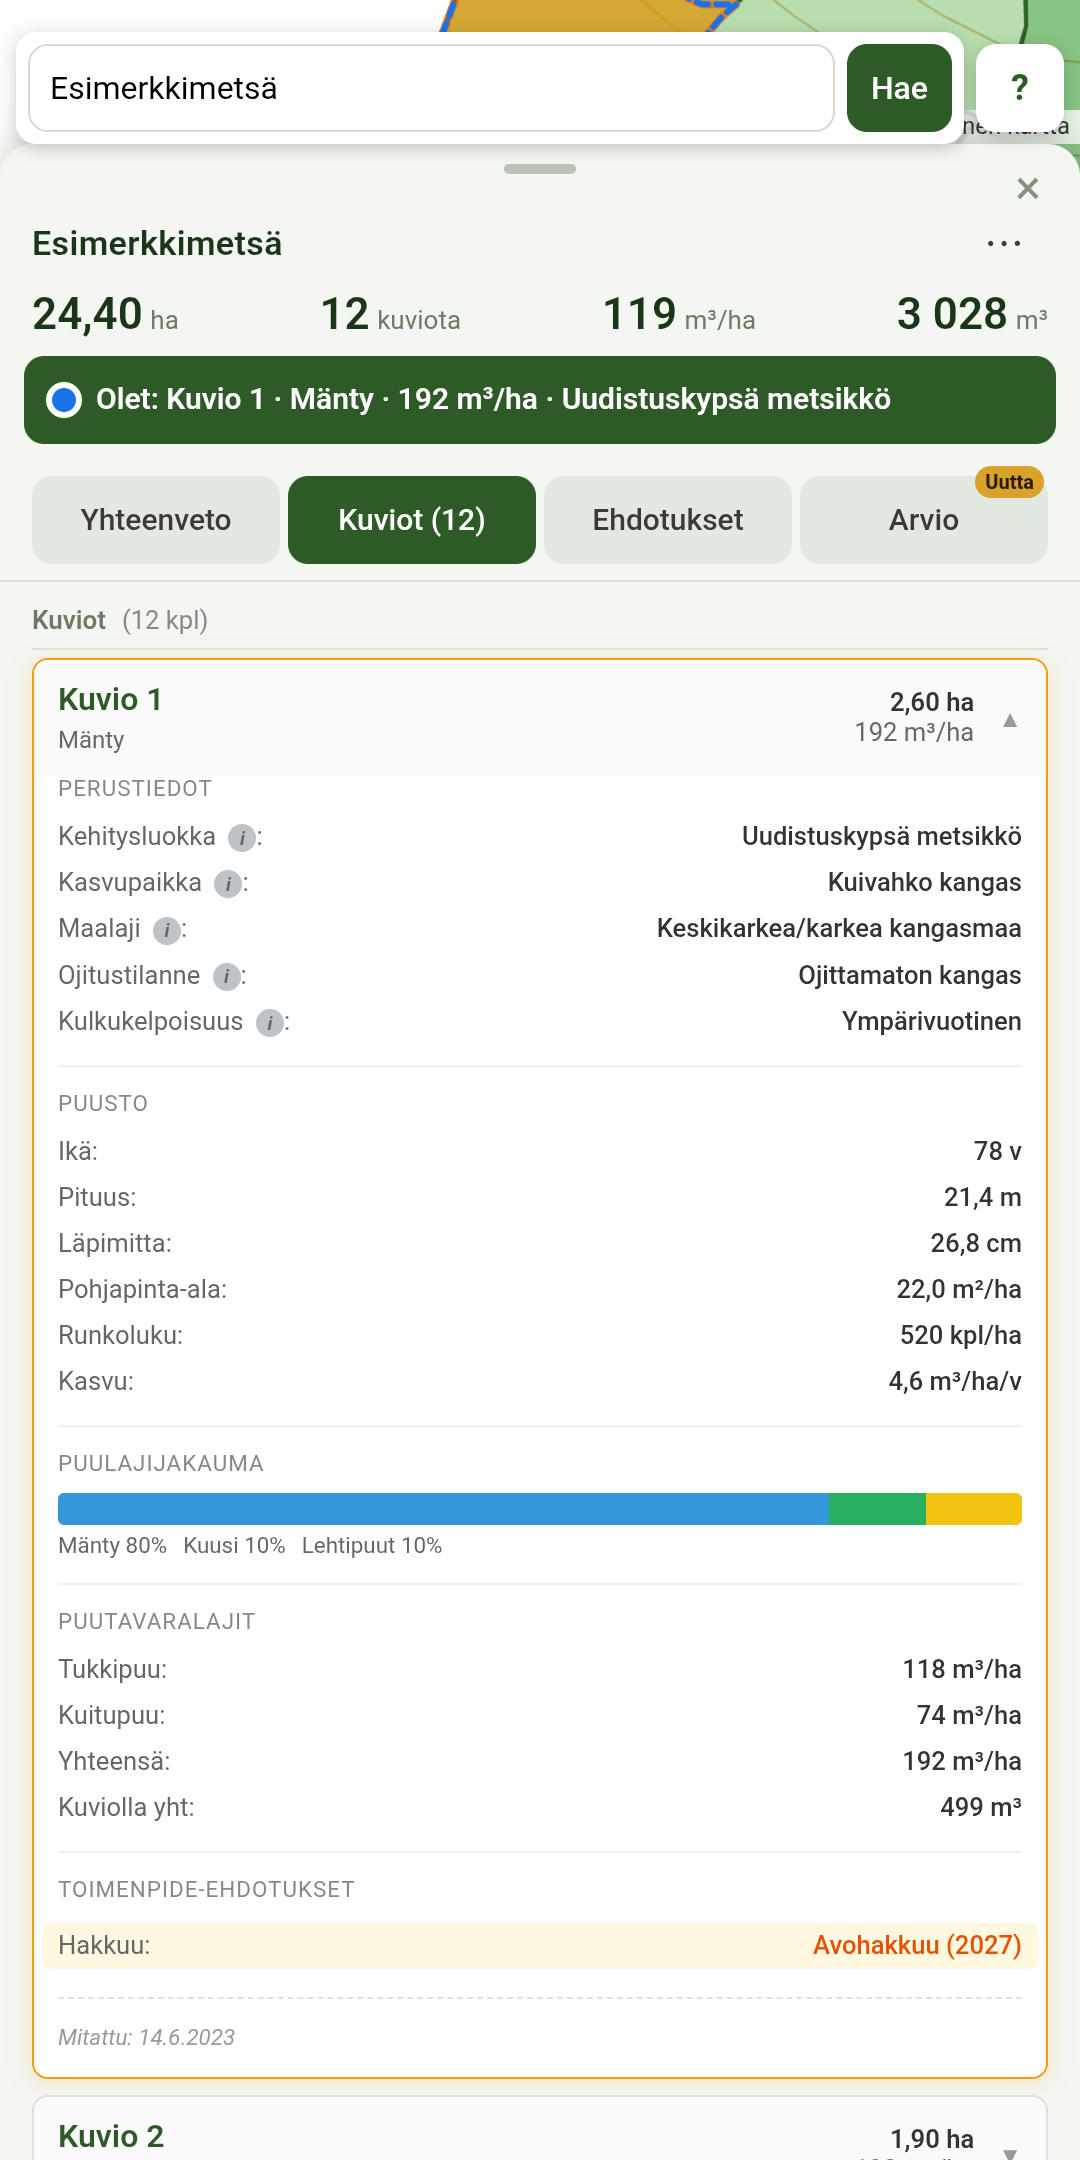 Esimerkkimetsä
Hae
?
Esimerkkimetsä
...
24,40 ha 12 kuviota 119 m³/ha 3 028 m³
Olet: Kuvio 1 · Mänty · 192 m³/ha · Uudistuskypsä metsikkö
Uutta
Yhteenveto Kuviot (12) Ehdotukset Arvio
Kuviot (12 kpl)
Kuvio 1 2,60 ha
Mänty 192 m³/ha
PERUSTIEDOT
Kehitysluokka i: Uudistuskypsä metsikkö
Kasvupaikka i: Kuivahko kangas
Maalaji i: Keskikarkea/karkea kangasmaa
Ojitustilanne i: Ojittamaton kangas
Kulkukelpoisuus i: Ympärivuotinen
PUUSTO
Ikä: 78 v
Pituus: 21,4 m
Läpimitta: 26,8 cm
Pohjapinta-ala: 22,0 m²/ha
Runkoluku: 520 kpl/ha
Kasvu: 4,6 m³/ha/v
PUULAJIJAKAUMA
Mänty 80% Kuusi 10% Lehtipuut 10%
PUUTAVARALAJIT
Tukkipuu: 118 m³/ha
Kuitupuu: 74 m³/ha
Yhteensä: 192 m³/ha
Kuviolla yht: 499 m³
TOIMENPIDE-EHDOTUKSET
Hakkuu: Avohakkuu (2027)
Mitattu: 14.6.2023
Kuvio 2 1,90 ha